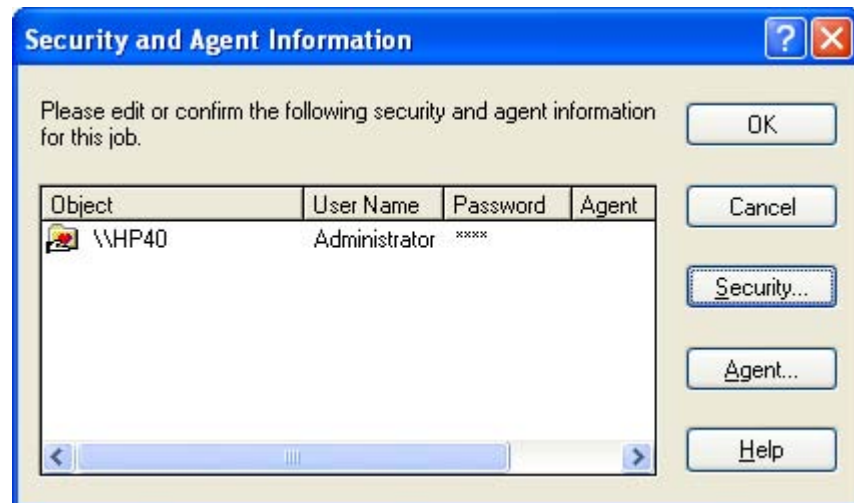 Security and Agent Information
Please edit or confirm the following security and agent information
for this job.
OK
Object User Name Password Agent
Cancel
\\HP40 Administrator ****
Security...
Agent...
Help